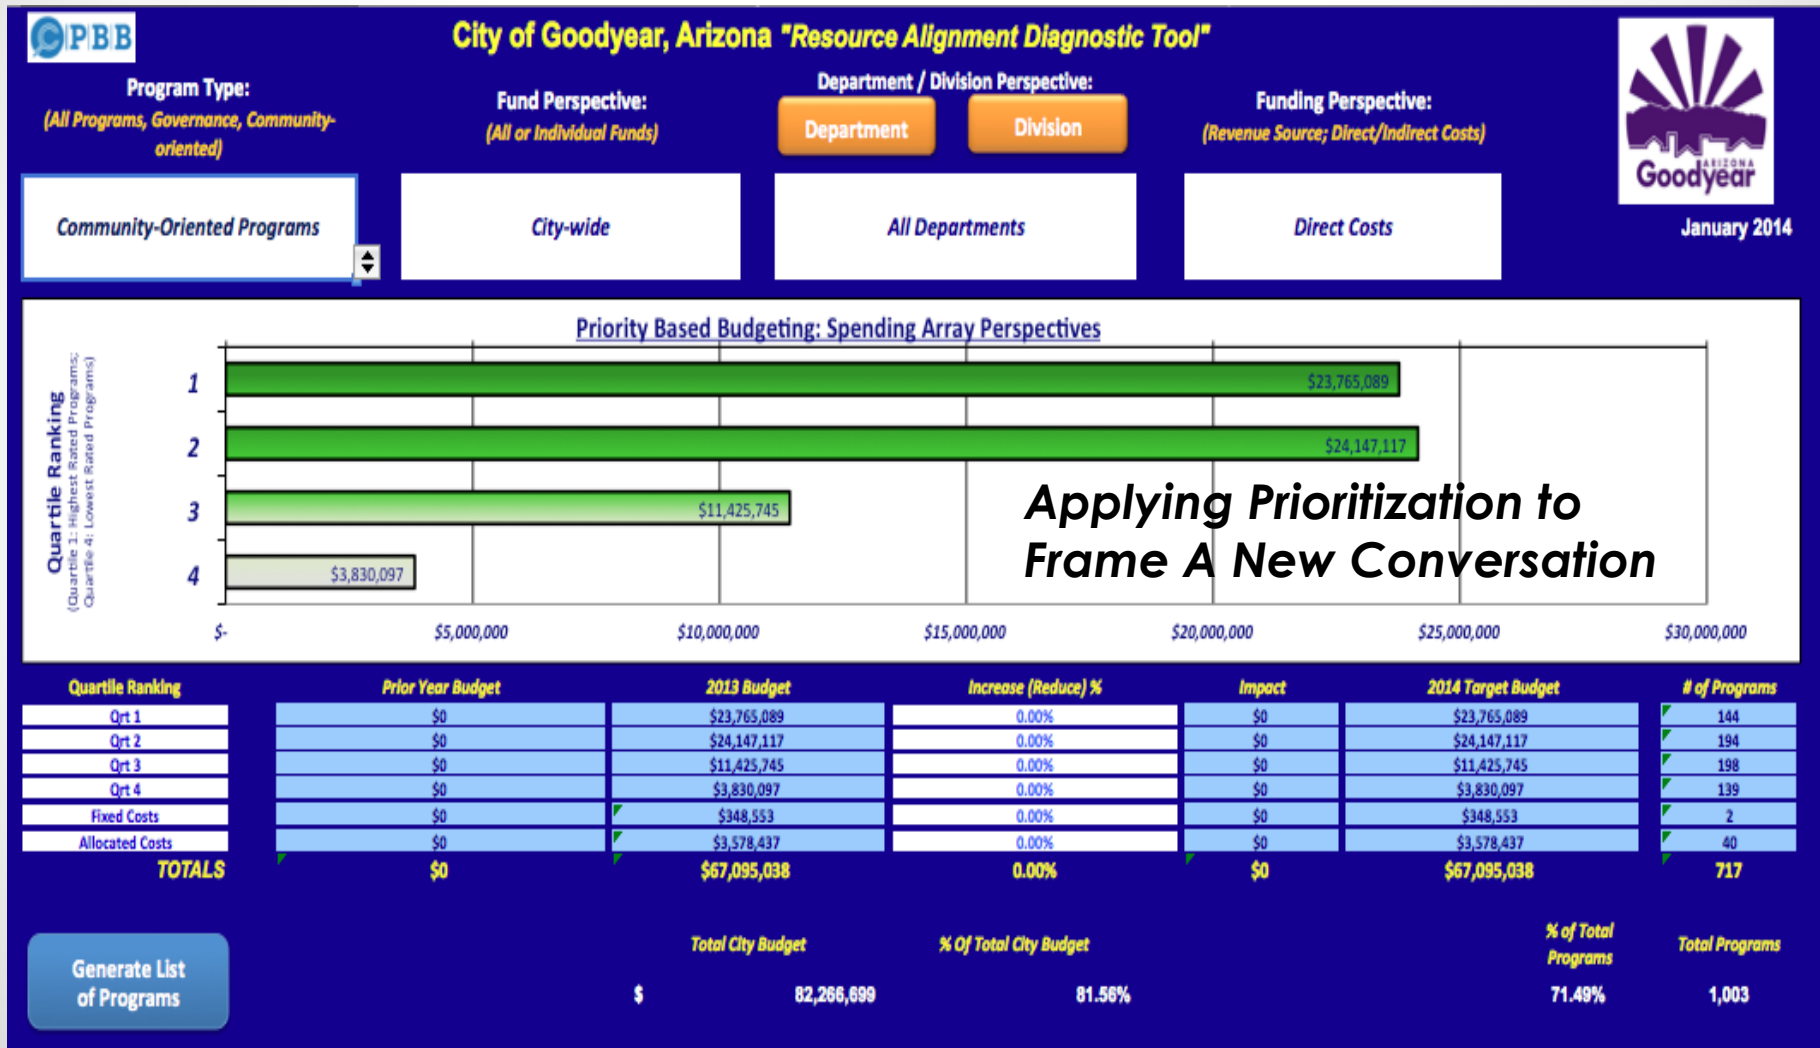 CPBB
City of Goodyear, Arizona "Resource Alignment Diagnostic Tool"
Program Type:
(All Programs, Governance, Community-
oriented)
Fund Perspective:
(All or Individual Funds)
Department / Division Perspective:
Department
Division
Funding Perspective:
(Revenue Source; Direct/Indirect Costs)
ARIZONA
Goodyear
Community-Oriented Programs
City-wide
All Departments
Direct Costs
January 2014
Priority Based Budgeting: Spending Array Perspectives
Quartile Ranking
(Quartile 1: Highest Rated Programs;
Quartile 4: Lowest Rated Programs)
1 $23,765,089
2 $24,147,117
3 $11,425,745
4 $3,830,097
Applying Prioritization to
Frame A New Conversation
$- $5,000,000 $10,000,000 $15,000,000 $20,000,000 $25,000,000 $30,000,000
Quartile Ranking Prior Year Budget 2013 Budget Increase (Reduce) % Impact 2014 Target Budget # of Programs
Qrt 1 $0 $23,765,089 0.00% $0 $23,765,089 144
Qrt 2 $0 $24,147,117 0.00% $0 $24,147,117 194
Qrt 3 $0 $11,425,745 0.00% $0 $11,425,745 198
Qrt 4 $0 $3,830,097 0.00% $0 $3,830,097 139
Fixed Costs $0 $348,553 0.00% $0 $348,553 2
Allocated Costs $0 $3,578,437 0.00% $0 $3,578,437 40
TOTALS $0 $67,095,038 0.00% $0 $67,095,038 717
Generate List
of Programs
Total City Budget
$ 82,266,699
% Of Total City Budget
81.56%
% of Total
Programs
71.49%
Total Programs
1,003